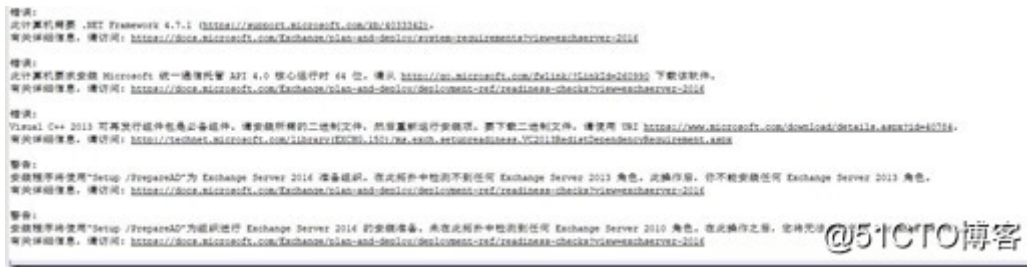 错误:
此计算机需要 .NET Framework 4.7.1 (https://support.microsoft.com/kb/4033342)。
有关详细信息，请访问: https://docs.microsoft.com/Exchange/plan-and-deploy/system-requirements?view=exchserver-2016
错误:
此计算机要求安装 Microsoft 统一通信托管 API 4.0 核心运行时 64 位。请从 http://go.microsoft.com/fwlink/?LinkId=260990 下载该软件。
有关详细信息，请访问: https://docs.microsoft.com/Exchange/plan-and-deploy/deployment-ref/readiness-checks?view=exchserver-2016
错误:
Visual C++ 2013 可再发行组件包是必备组件。请安装所需的二进制文件，然后重新运行安装项。要下载二进制文件，请使用 URI https://www.microsoft.com/download/details.aspx?id=40784。
有关详细信息，请访问: http://technet.microsoft.com/library(EXCHG.150)/ms.exch.setupreadiness.VC2013RedistDependencyRequirement.aspx
警告:
安装程序将使用"Setup /PrepareAD"为 Exchange Server 2016 准备组织。在此拓扑中检测不到任何 Exchange Server 2013 角色。此操作后，你不能安装任何 Exchange Server 2013 角色。
有关详细信息，请访问: https://docs.microsoft.com/Exchange/plan-and-deploy/deployment-ref/readiness-checks?view=exchserver-2016
警告:
安装程序将使用"Setup /PrepareAD"为组织进行 Exchange Server 2016 的安装准备。未在此拓扑中检测到任何 Exchange Server 2010 角色。在此操作之后，您将无法
有关详细信息，请访问: https://docs.microsoft.com/Exchange/plan-and-deploy/deployment-ref/readiness-checks?view=exchserver-2016
@51CTO博客